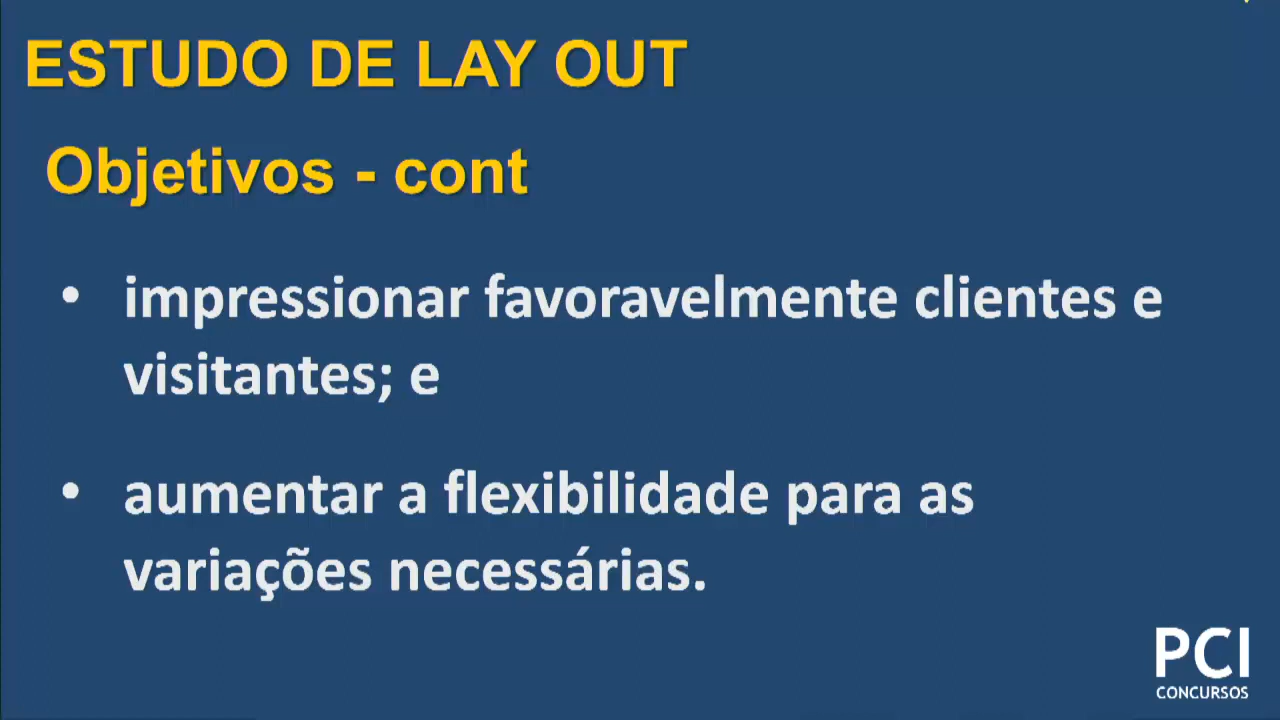 ESTUDO DE LAY OUT
Objetivos - cont
• impressionar favoravelmente clientes e
visitantes; e
• aumentar a flexibilidade para as
variações necessárias.
PCI
CONCURSOS